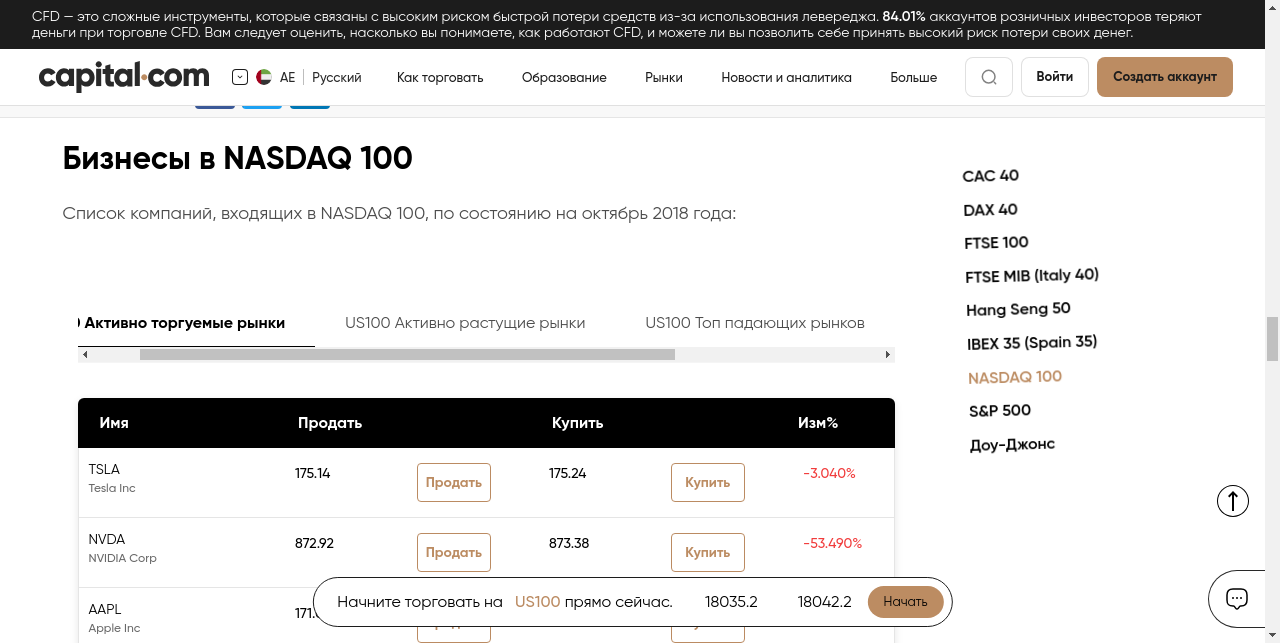 CFD — это сложные инструменты, которые связаны с высоким риском быстрой потери средств из-за использования левереджа. 84.01% аккаунтов розничных инвесторов теряют
деньги при торговле CFD. Вам следует оценить, насколько вы понимаете, как работают CFD, и можете ли вы позволить себе принять высокий риск потери своих денег.
capital.com AE Русский Как торговать Образование Рынки Новости и аналитика Больше Войти Создать аккаунт
Бизнесы в NASDAQ 100
Список компаний, входящих в NASDAQ 100, по состоянию на октябрь 2018 года:
Активно торгуемые рынки US100 Активно растущие рынки US100 Топ падающих рынков
Имя Продать Купить Изм%
TSLA 175.14 Продать 175.24 Купить -3.040%
Tesla Inc
NVDA 872.92 Продать 873.38 Купить -53.490%
NVIDIA Corp
AAPL
Apple Inc
CAC 40
DAX 40
FTSE 100
FTSE MIB (Italy 40)
Hang Seng 50
IBEX 35 (Spain 35)
NASDAQ 100
S&P 500
Доу-Джонс
Начните торговать на US100 прямо сейчас. 18035.2 18042.2 Начать